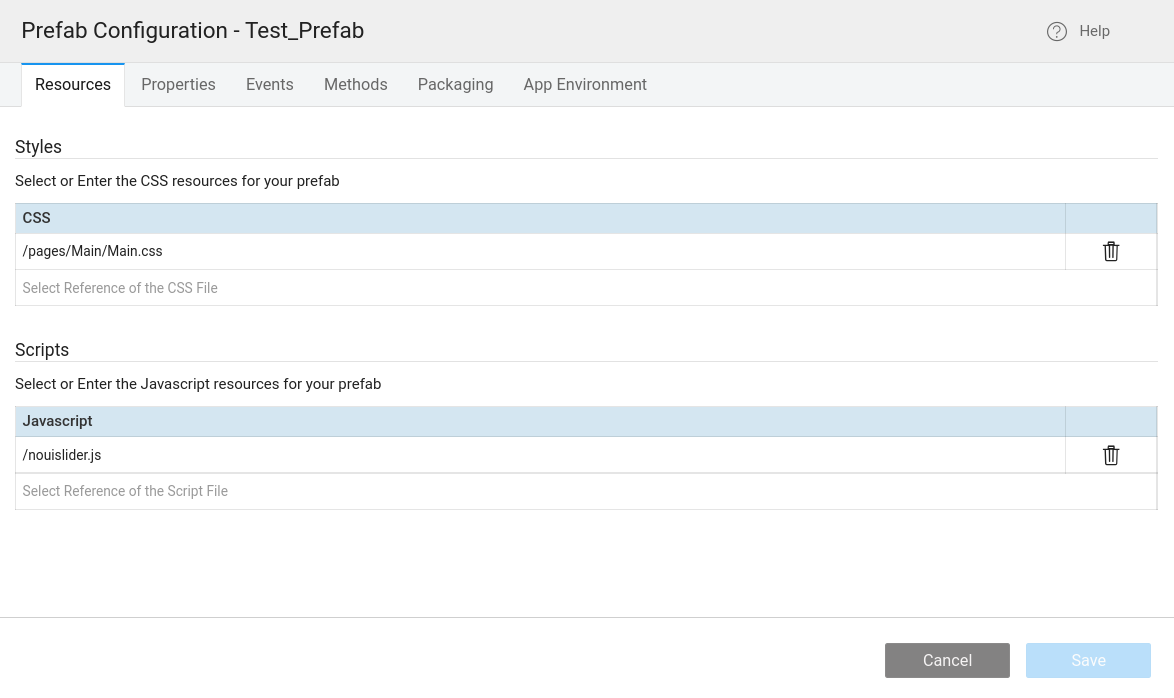 Prefab Configuration - Test_Prefab
Help
Resources Properties Events Methods Packaging App Environment
Styles
Select or Enter the CSS resources for your prefab
CSS
/pages/Main/Main.css
Select Reference of the CSS File
Scripts
Select or Enter the Javascript resources for your prefab
Javascript
/nouislider.js
Select Reference of the Script File
Cancel Save